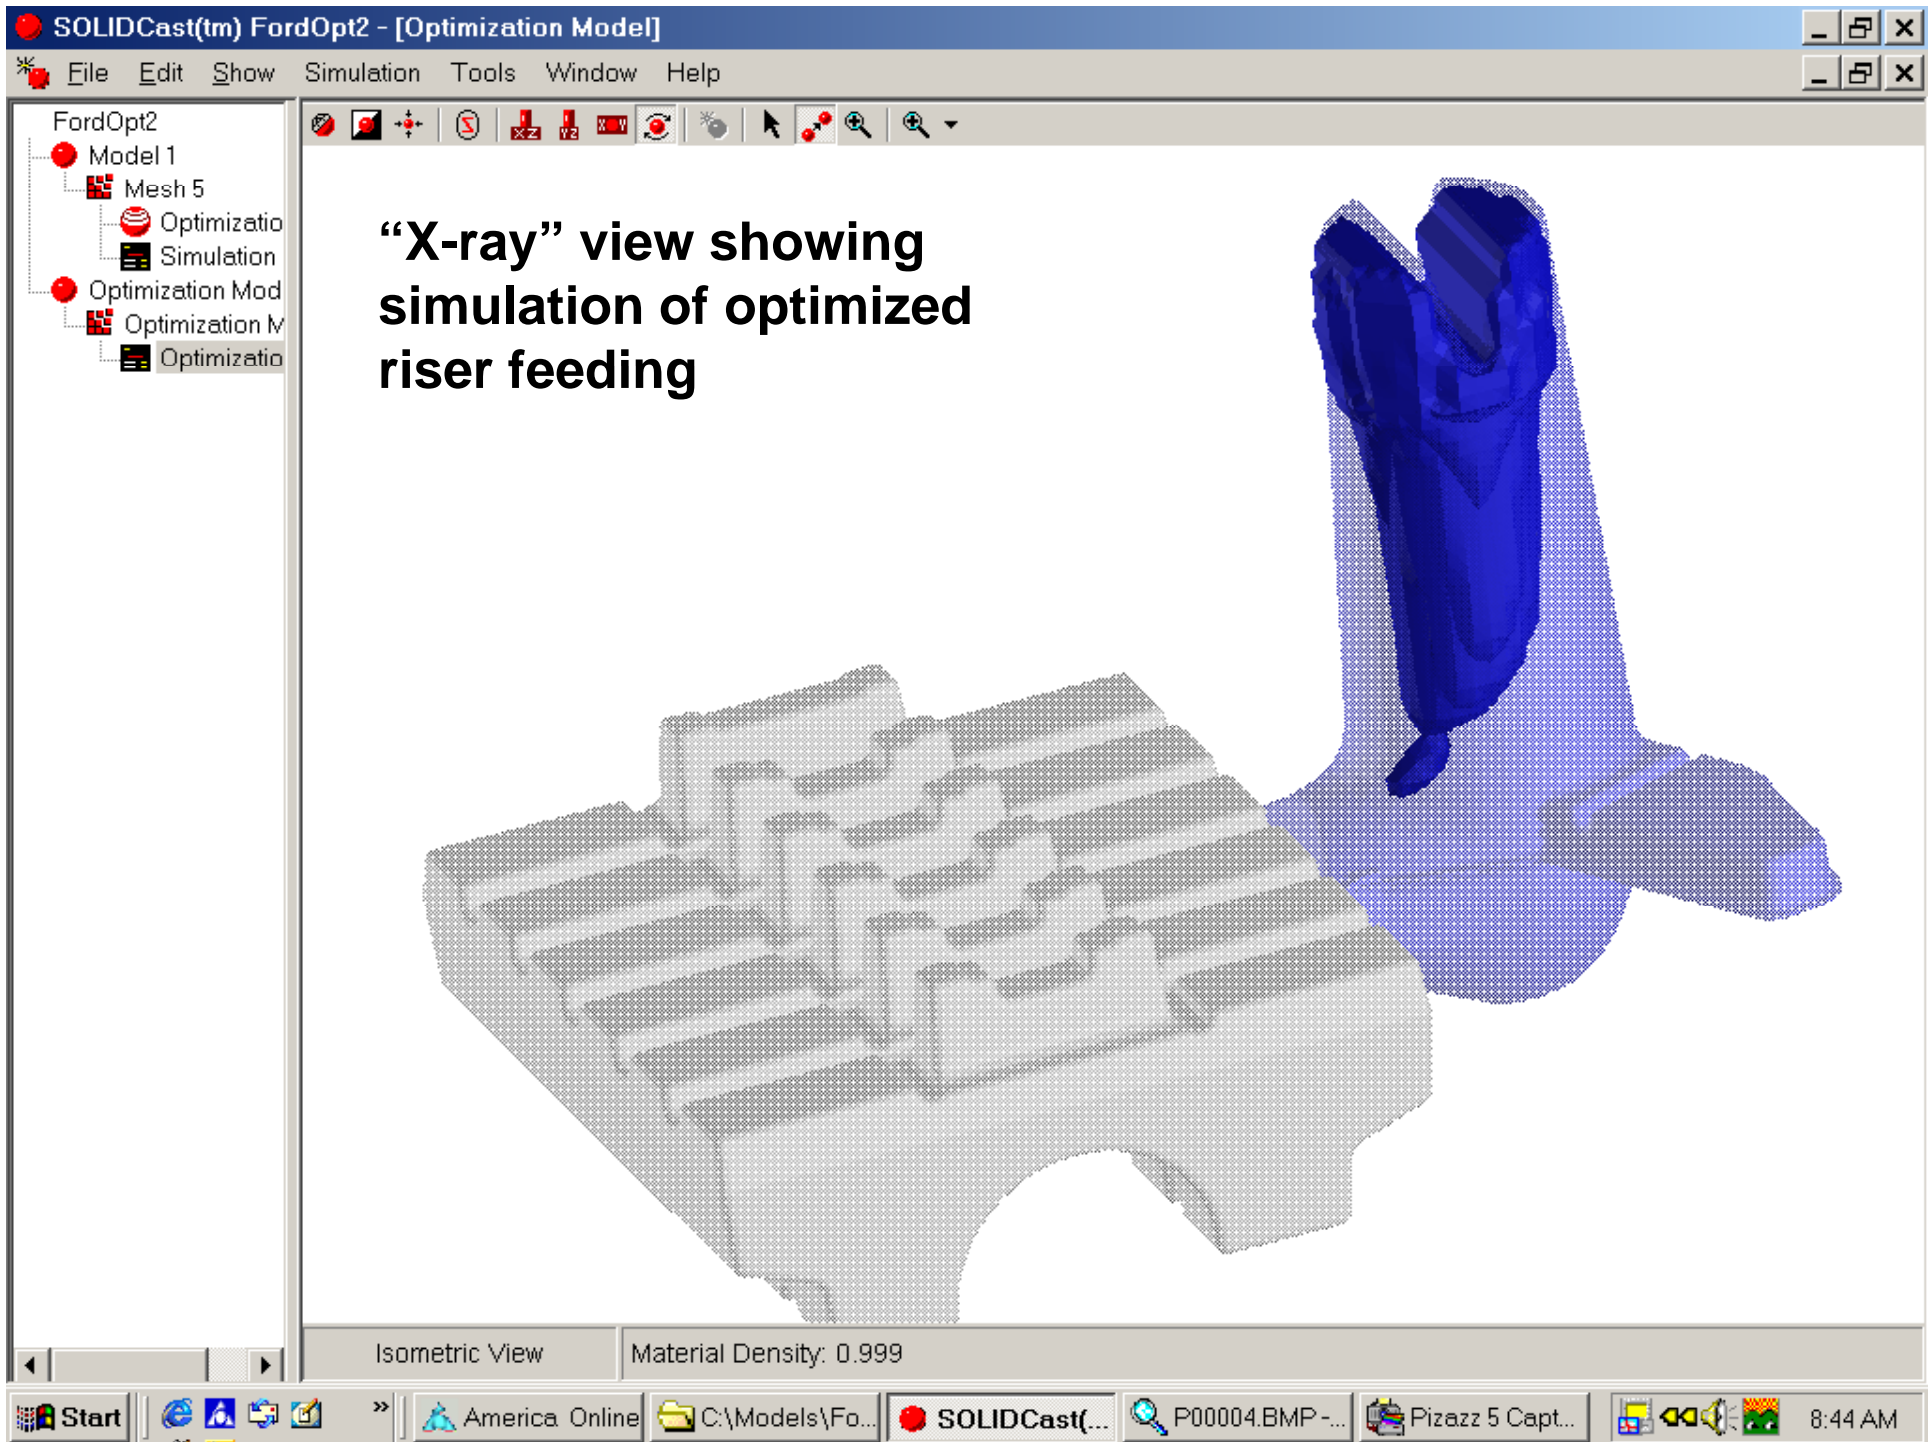 SOLIDCast(tm) FordOpt2 - [Optimization Model]
File Edit Show Simulation Tools Window Help
FordOpt2
Model 1
Mesh 5
Optimizatio
Simulation
Optimization Mod
Optimization M
Optimizatio
“X-ray” view showing
simulation of optimized
riser feeding
Isometric View
Material Density: 0.999
Start
America Online
C:\Models\Fo...
SOLIDCast(...
P00004.BMP -...
Pizazz 5 Capt...
8:44 AM